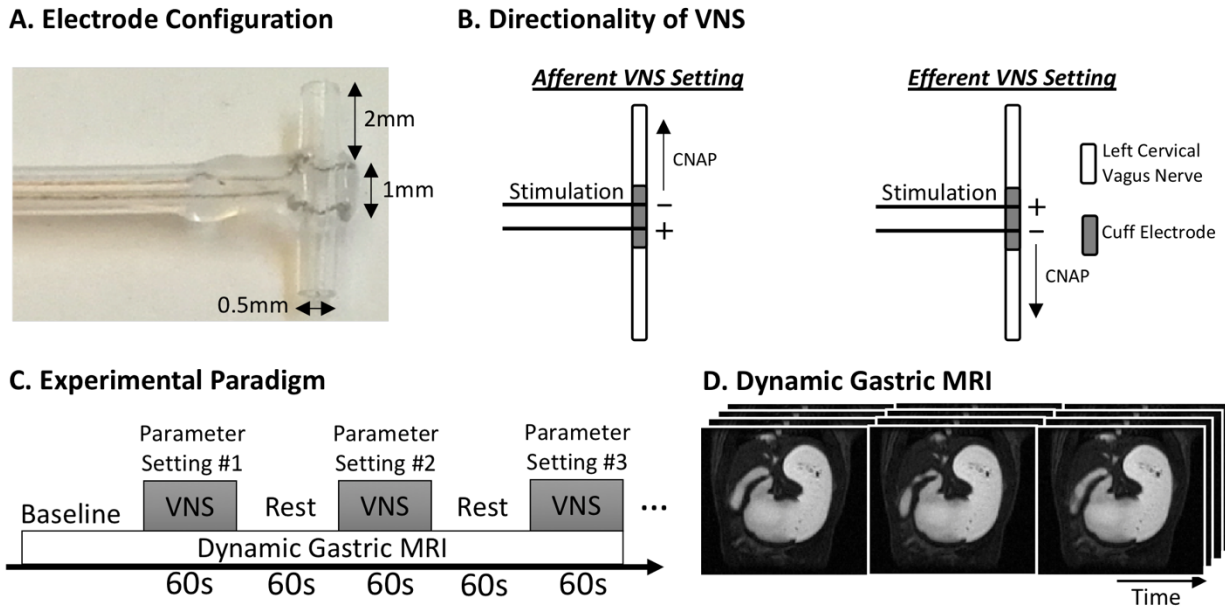 A. Electrode Configuration
2mm
1mm
0.5mm
B. Directionality of VNS
Afferent VNS Setting
Efferent VNS Setting
CNAP
Stimulation
−
+
Stimulation
+
−
CNAP
Left Cervical
Vagus Nerve
Cuff Electrode
C. Experimental Paradigm
Parameter
Setting #1
Parameter
Setting #2
Parameter
Setting #3
Baseline
VNS
Rest
VNS
Rest
VNS
...
Dynamic Gastric MRI
60s
60s
60s
60s
60s
D. Dynamic Gastric MRI
Time